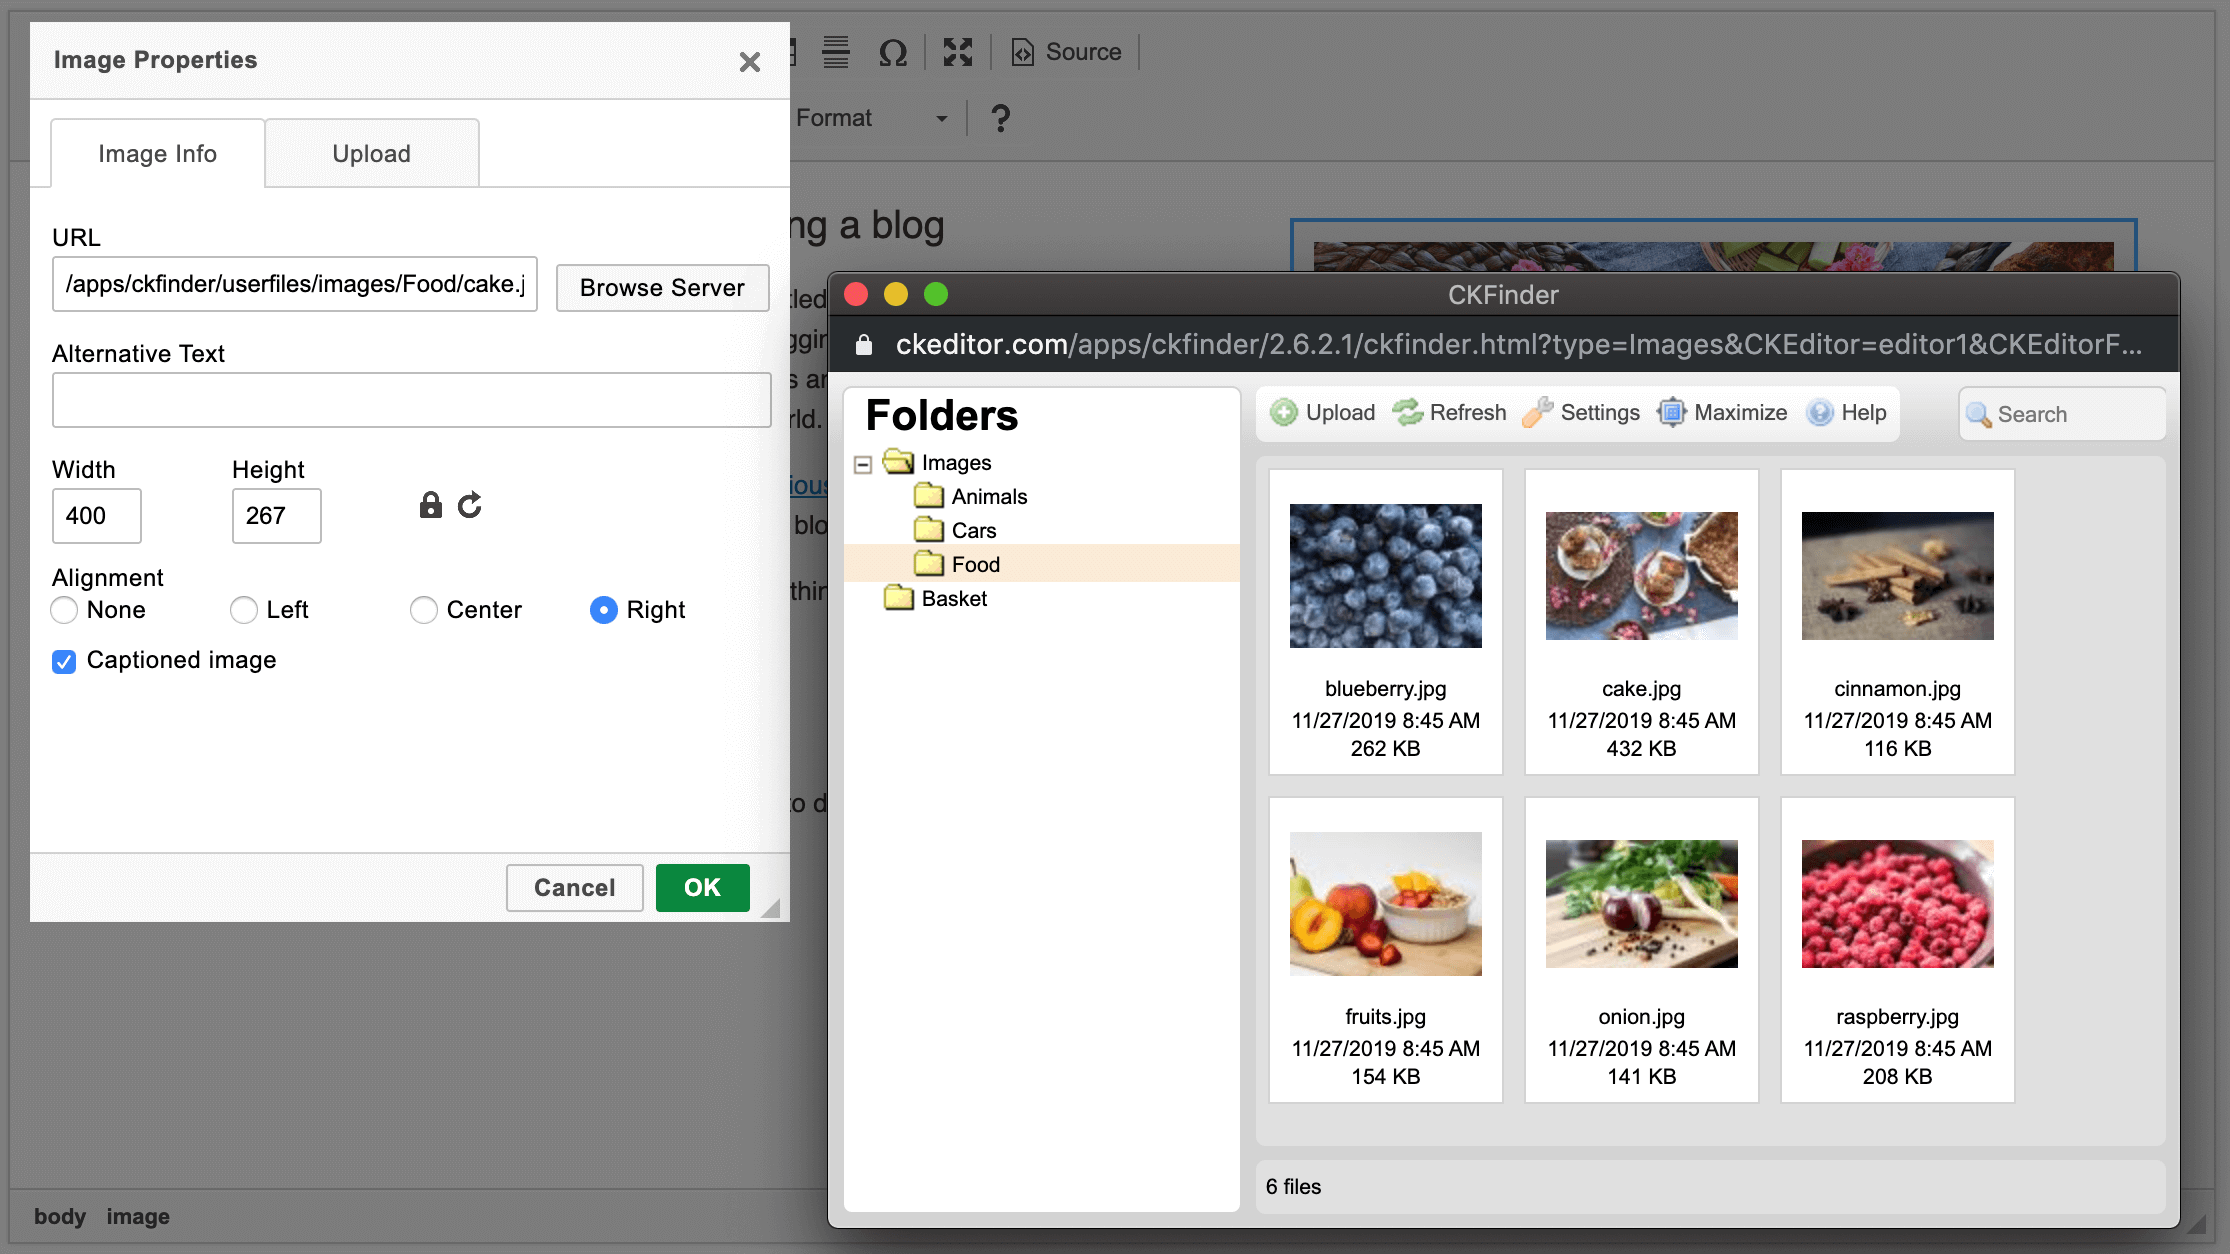 Image Properties
Image Info
Upload
URL
/apps/ckfinder/userfiles/images/Food/cake.j
Browse Server
Alternative Text
Width
Height
400
267
Alignment
None
Left
Center
Right
Captioned image
Cancel
OK
Source
Format
?
ng a blog
rld.
ious
blo
to d
body image
CKFinder
ckeditor.com/apps/ckfinder/2.6.2.1/ckfinder.html?type=Images&CKEditor=editor1&CKEditorF...
Folders
Images
Animals
Cars
Food
Basket
Upload
Refresh
Settings
Maximize
Help
Search
blueberry.jpg
11/27/2019 8:45 AM
262 KB
cake.jpg
11/27/2019 8:45 AM
432 KB
cinnamon.jpg
11/27/2019 8:45 AM
116 KB
fruits.jpg
11/27/2019 8:45 AM
154 KB
onion.jpg
11/27/2019 8:45 AM
141 KB
raspberry.jpg
11/27/2019 8:45 AM
208 KB
6 files